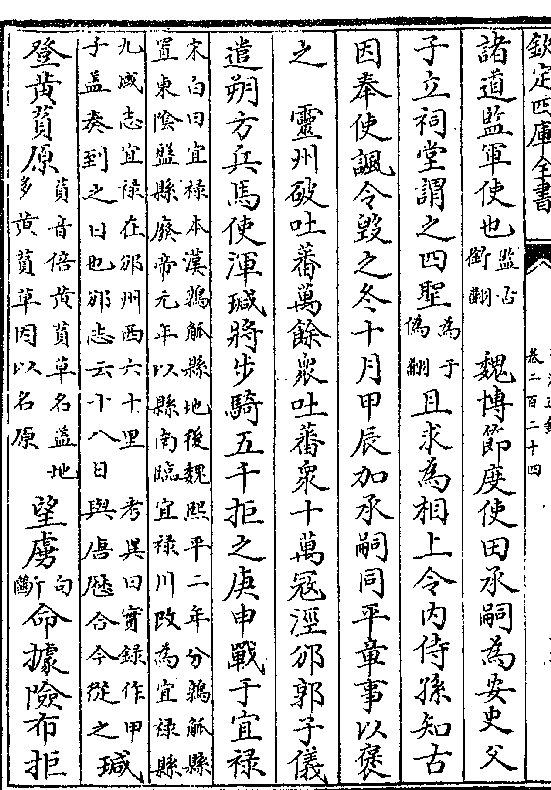 欽定四庫全書
卷二百二十四
諸道監軍使也
監古
銜翻
魏博節度使田承嗣為安史父
子立祠堂謂之四聖
為于
偽翻
且求為相上令内侍孫知古
因奉使諷令毀之冬十月甲辰加承嗣同平章事以褒
之　靈州破吐蕃萬餘衆吐蕃衆十萬冦涇邠郭子儀
遣朔方兵馬使渾瑊將步騎五千拒之庚申戰于宜祿
宋白曰宜祿本漢鶉觚縣地後魏熙平二年分鶉觚縣
置東陰盤縣廢帝元年以縣南臨宜祿川改為宜祿縣
九域志宜祿在邠州西六十里　考異曰實録作甲
子蓋奏到之日也邠志云十八日與唐歴合今從之
瑊
登黄萯原
萯音倍黄萯草名蓋地
多黄萯草因以名原
望虜
句
斷
命據險布拒